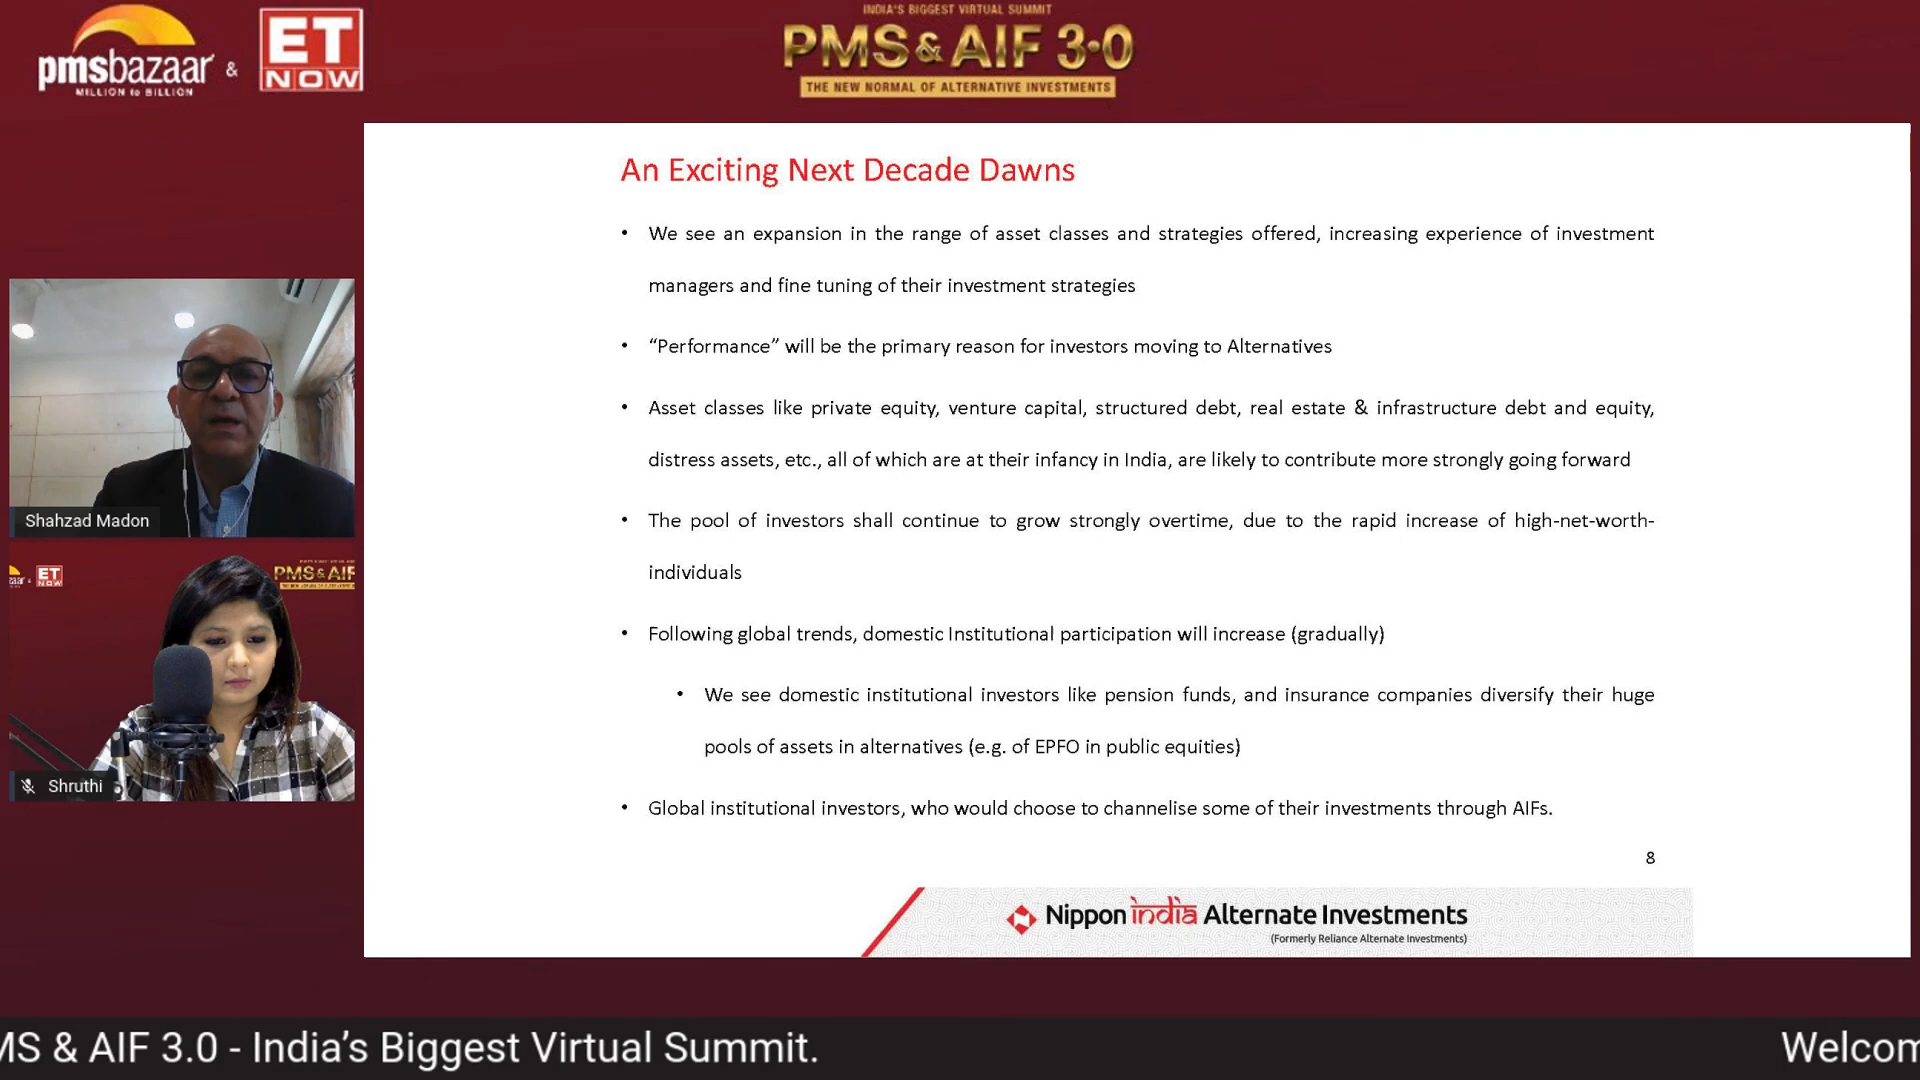 INDIA'S BIGGEST VIRTUAL SUMMIT
pmsbazaar & ET NOW
MILLION to BILLION
PMS & AIF 3.0
THE NEW NORMAL OF ALTERNATIVE INVESTMENTS
An Exciting Next Decade Dawns
• We see an expansion in the range of asset classes and strategies offered, increasing experience of investment
managers and fine tuning of their investment strategies
• “Performance” will be the primary reason for investors moving to Alternatives
• Asset classes like private equity, venture capital, structured debt, real estate & infrastructure debt and equity,
distress assets, etc., all of which are at their infancy in India, are likely to contribute more strongly going forward
• The pool of investors shall continue to grow strongly overtime, due to the rapid increase of high-net-worth-
individuals
• Following global trends, domestic Institutional participation will increase (gradually)
• We see domestic institutional investors like pension funds, and insurance companies diversify their huge
pools of assets in alternatives (e.g. of EPFO in public equities)
• Global institutional investors, who would choose to channelise some of their investments through AIFs.
8
Nippon india Alternate Investments
(Formerly Reliance Alternate Investments)
Shahzad Madon
ET NOW
PMS & AIF
Shruthi
MS & AIF 3.0 - India’s Biggest Virtual Summit.
Welcom